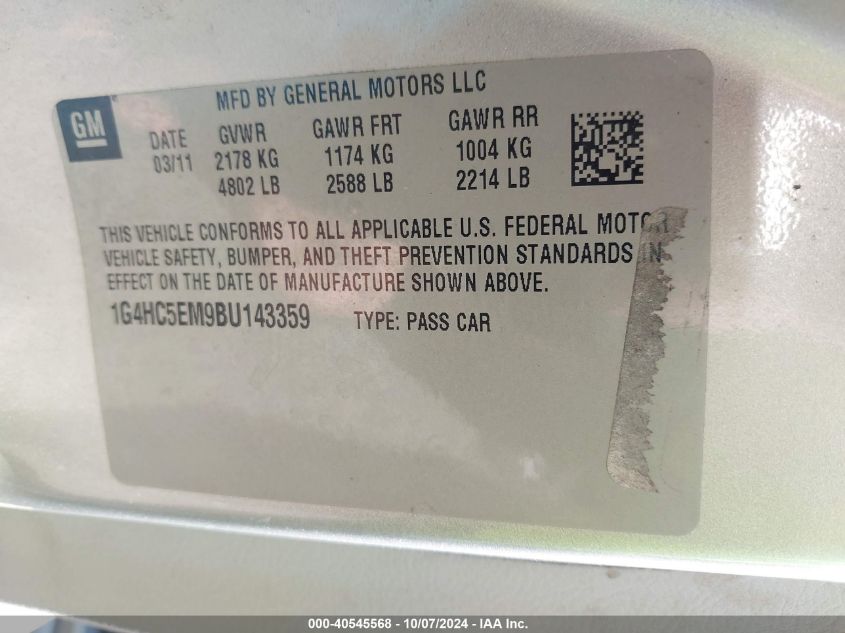 GM
MFD BY GENERAL MOTORS LLC
DATE GVWR GAWR FRT GAWR RR
03/11 2178 KG 1174 KG 1004 KG
4802 LB 2588 LB 2214 LB
THIS VEHICLE CONFORMS TO ALL APPLICABLE U.S. FEDERAL MOTOR
VEHICLE SAFETY, BUMPER, AND THEFT PREVENTION STANDARDS IN
EFFECT ON THE DATE OF MANUFACTURE SHOWN ABOVE.
1G4HC5EM9BU143359 TYPE: PASS CAR
000-40545568 - 10/07/2024 - IAA Inc.